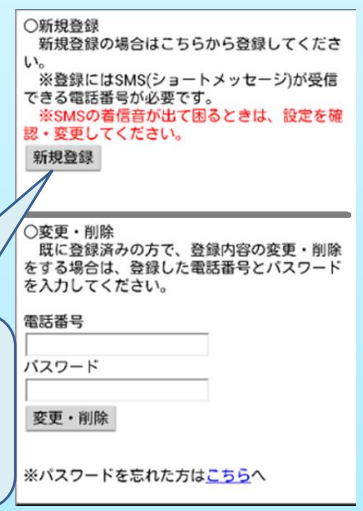 ○新規登録
新規登録の場合はこちらから登録してくださ
い。
※登録にはSMS(ショートメッセージ)が受信
できる電話番号が必要です。
※SMSの着信音が出て困るときは、設定を確
認・変更してください。
新規登録
○変更・削除
既に登録済みの方で、登録内容の変更・削除
をする場合は、登録した電話番号とパスワード
を入力してください。
電話番号
パスワード
変更・削除
※パスワードを忘れた方はこちらへ